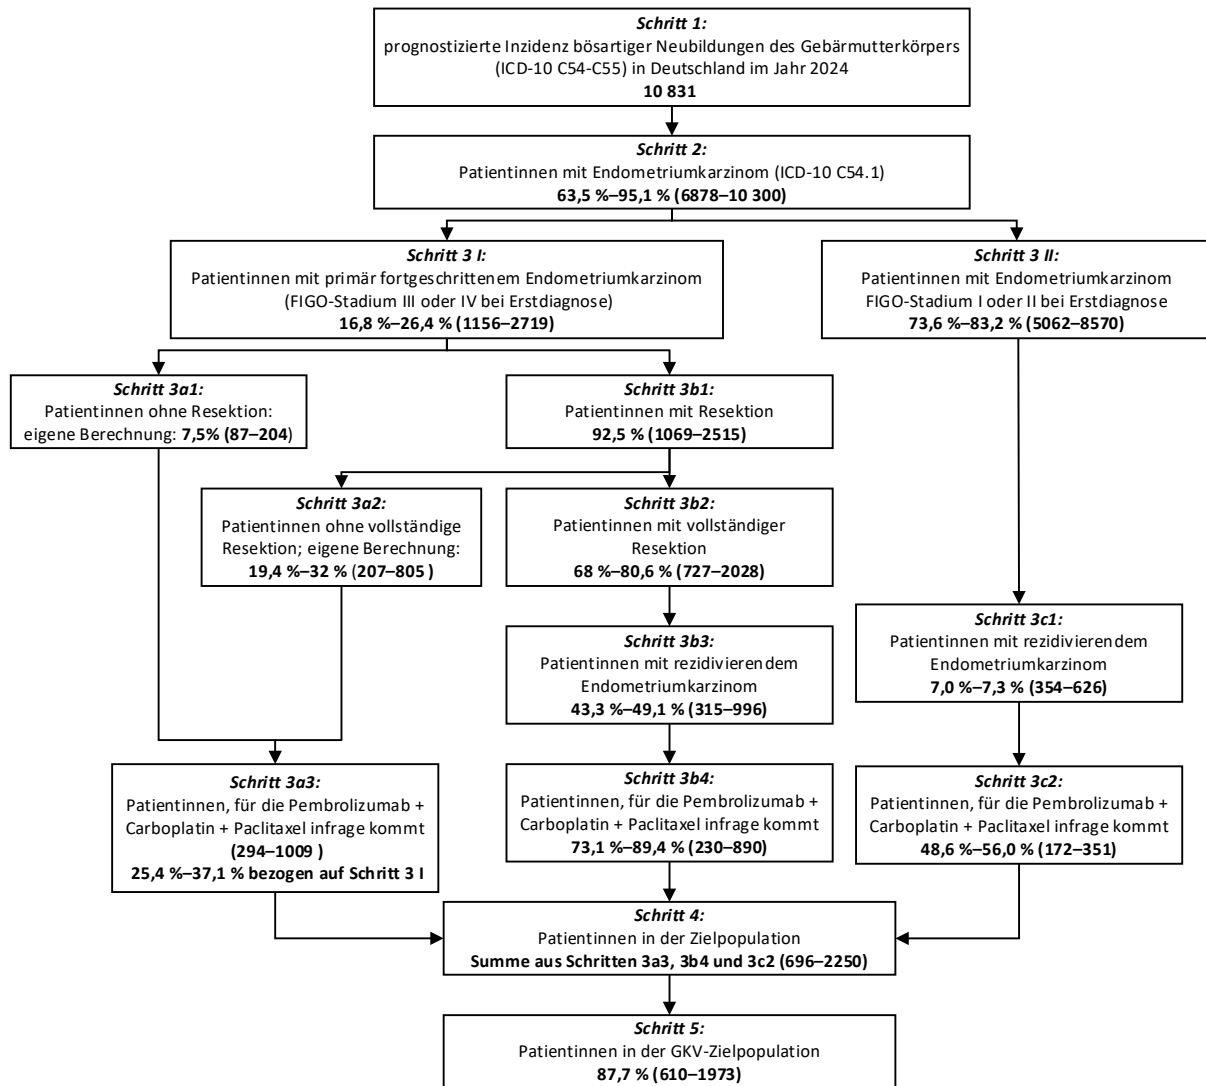 Schritt 1:
prognostizierte Inzidenz bösartiger Neubildungen des Gebärmutterkörpers
(ICD-10 C54-C55) in Deutschland im Jahr 2024
10 831
Schritt 2:
Patientinnen mit Endometriumkarzinom (ICD-10 C54.1)
63,5 %–95,1 % (6878–10 300)
Schritt 3 I:
Patientinnen mit primär fortgeschrittenem Endometriumkarzinom
(FIGO-Stadium III oder IV bei Erstdiagnose)
16,8 %–26,4 % (1156–2719)
Schritt 3 II:
Patientinnen mit Endometriumkarzinom
FIGO-Stadium I oder II bei Erstdiagnose
73,6 %–83,2 % (5062–8570)
Schritt 3a1:
Patientinnen ohne Resektion:
eigene Berechnung: 7,5% (87–204)
Schritt 3b1:
Patientinnen mit Resektion
92,5 % (1069–2515)
Schritt 3a2:
Patientinnen ohne vollständige
Resektion; eigene Berechnung:
19,4 %–32 % (207–805 )
Schritt 3b2:
Patientinnen mit vollständiger
Resektion
68 %–80,6 % (727–2028)
Schritt 3b3:
Patientinnen mit rezidivierendem
Endometriumkarzinom
43,3 %–49,1 % (315–996)
Schritt 3c1:
Patientinnen mit rezidivierendem
Endometriumkarzinom
7,0 %–7,3 % (354–626)
Schritt 3a3:
Patientinnen, für die Pembrolizumab +
Carboplatin + Paclitaxel infrage kommt
(294–1009 )
25,4 %–37,1 % bezogen auf Schritt 3 I
Schritt 3b4:
Patientinnen, für die Pembrolizumab +
Carboplatin + Paclitaxel infrage kommt
73,1 %–89,4 % (230–890)
Schritt 3c2:
Patientinnen, für die Pembrolizumab +
Carboplatin + Paclitaxel infrage kommt
48,6 %–56,0 % (172–351)
Schritt 4:
Patientinnen in der Zielpopulation
Summe aus Schritten 3a3, 3b4 und 3c2 (696–2250)
Schritt 5:
Patientinnen in der GKV-Zielpopulation
87,7 % (610–1973)